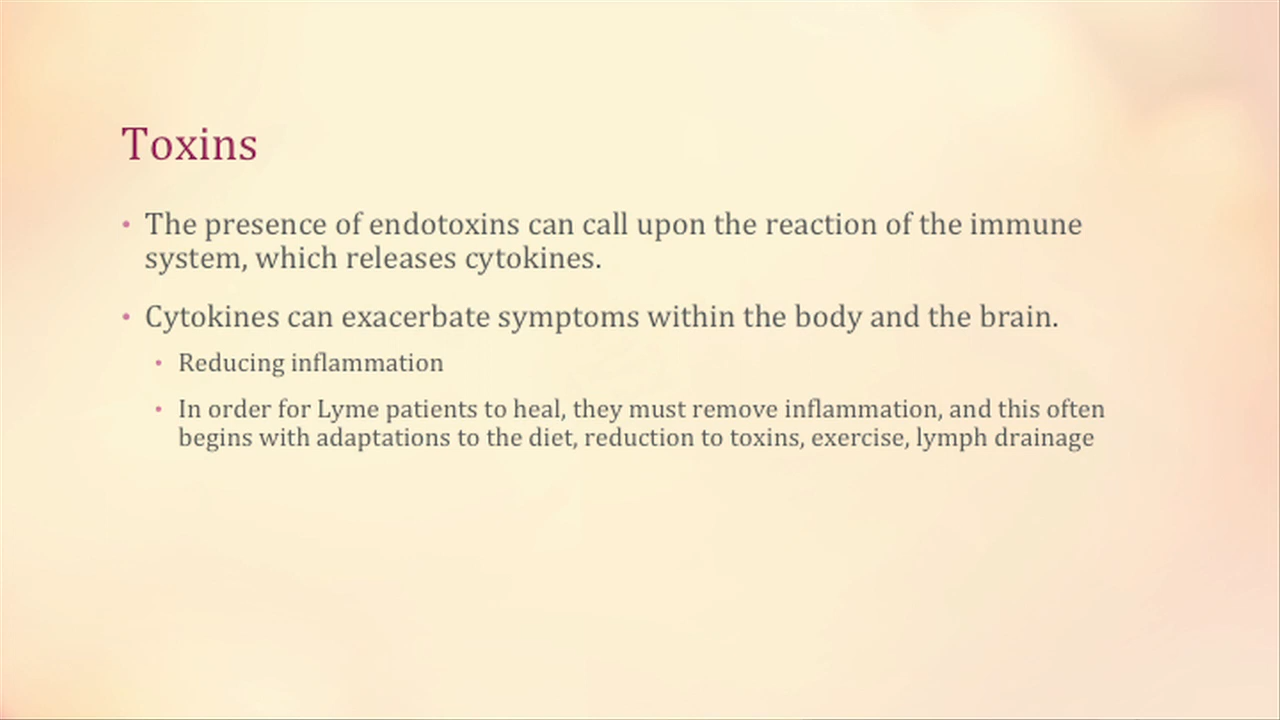 Toxins
• The presence of endotoxins can call upon the reaction of the immune
system, which releases cytokines.
• Cytokines can exacerbate symptoms within the body and the brain.
• Reducing inflammation
• In order for Lyme patients to heal, they must remove inflammation, and this often
begins with adaptations to the diet, reduction to toxins, exercise, lymph drainage